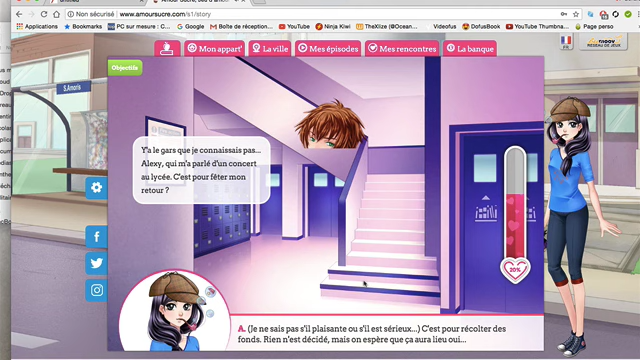 Non sécurisé | www.amoursucre.com/s1/story
Applications Bookmarks PC sur mesure : C... Boîte de réception... YouTube Ninja Kiwi TheXlize (@Ocean... Videofus DofusBook YouTube Thumbna... Page perso
Mon appart' La ville Mes épisodes Mes rencontres La banque
FR
RESEAU DE JEUX
Objectifs
S.Amoris
Y'a le gars que je connaissais pas...
Alexy, qui m'a parlé d'un concert
au lycée. C'est pour fêter mon
retour ?
20%
A. (Je ne sais pas s'il plaisante ou s'il est sérieux...) C'est pour récolter des
fonds. Rien n'est décidé, mais on espère que ça aura lieu oui...